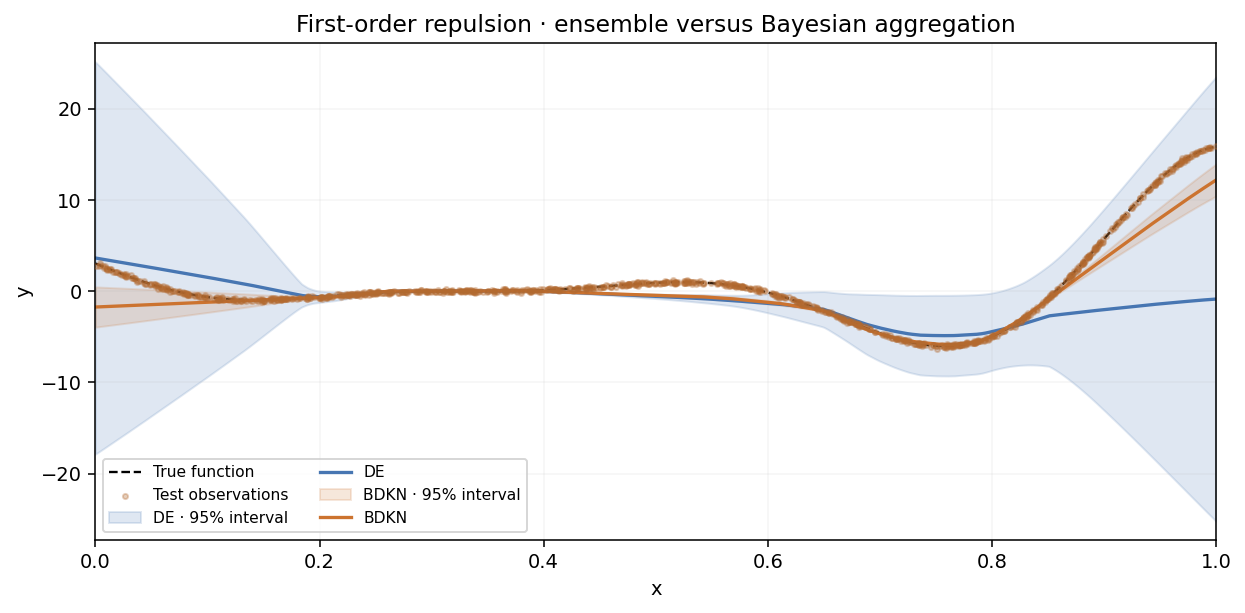 First-order repulsion · ensemble versus Bayesian aggregation
y
20
10
0
−10
−20
True function
Test observations
DE · 95% interval
DE
BDKN · 95% interval
BDKN
0.0 0.2 0.4 0.6 0.8 1.0
x